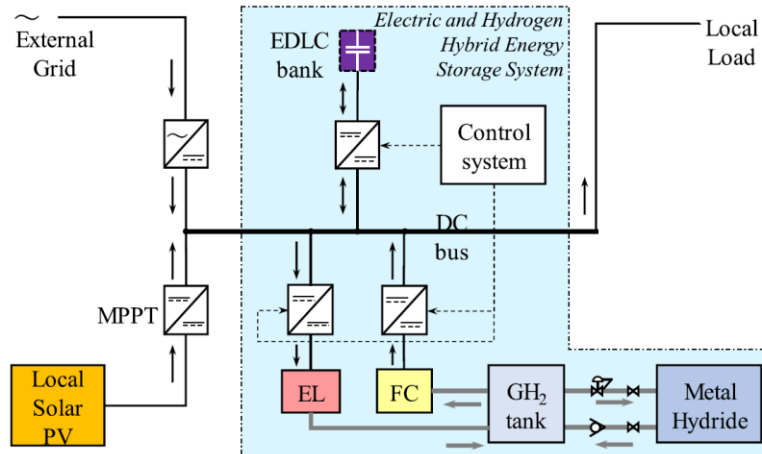 ~ External
Grid
EDLC
bank
Electric and Hydrogen
Hybrid Energy
Storage System
Local
Load
Control
system
DC
bus
MPPT
Local
Solar
PV
EL
FC
GH₂
tank
Metal
Hydride